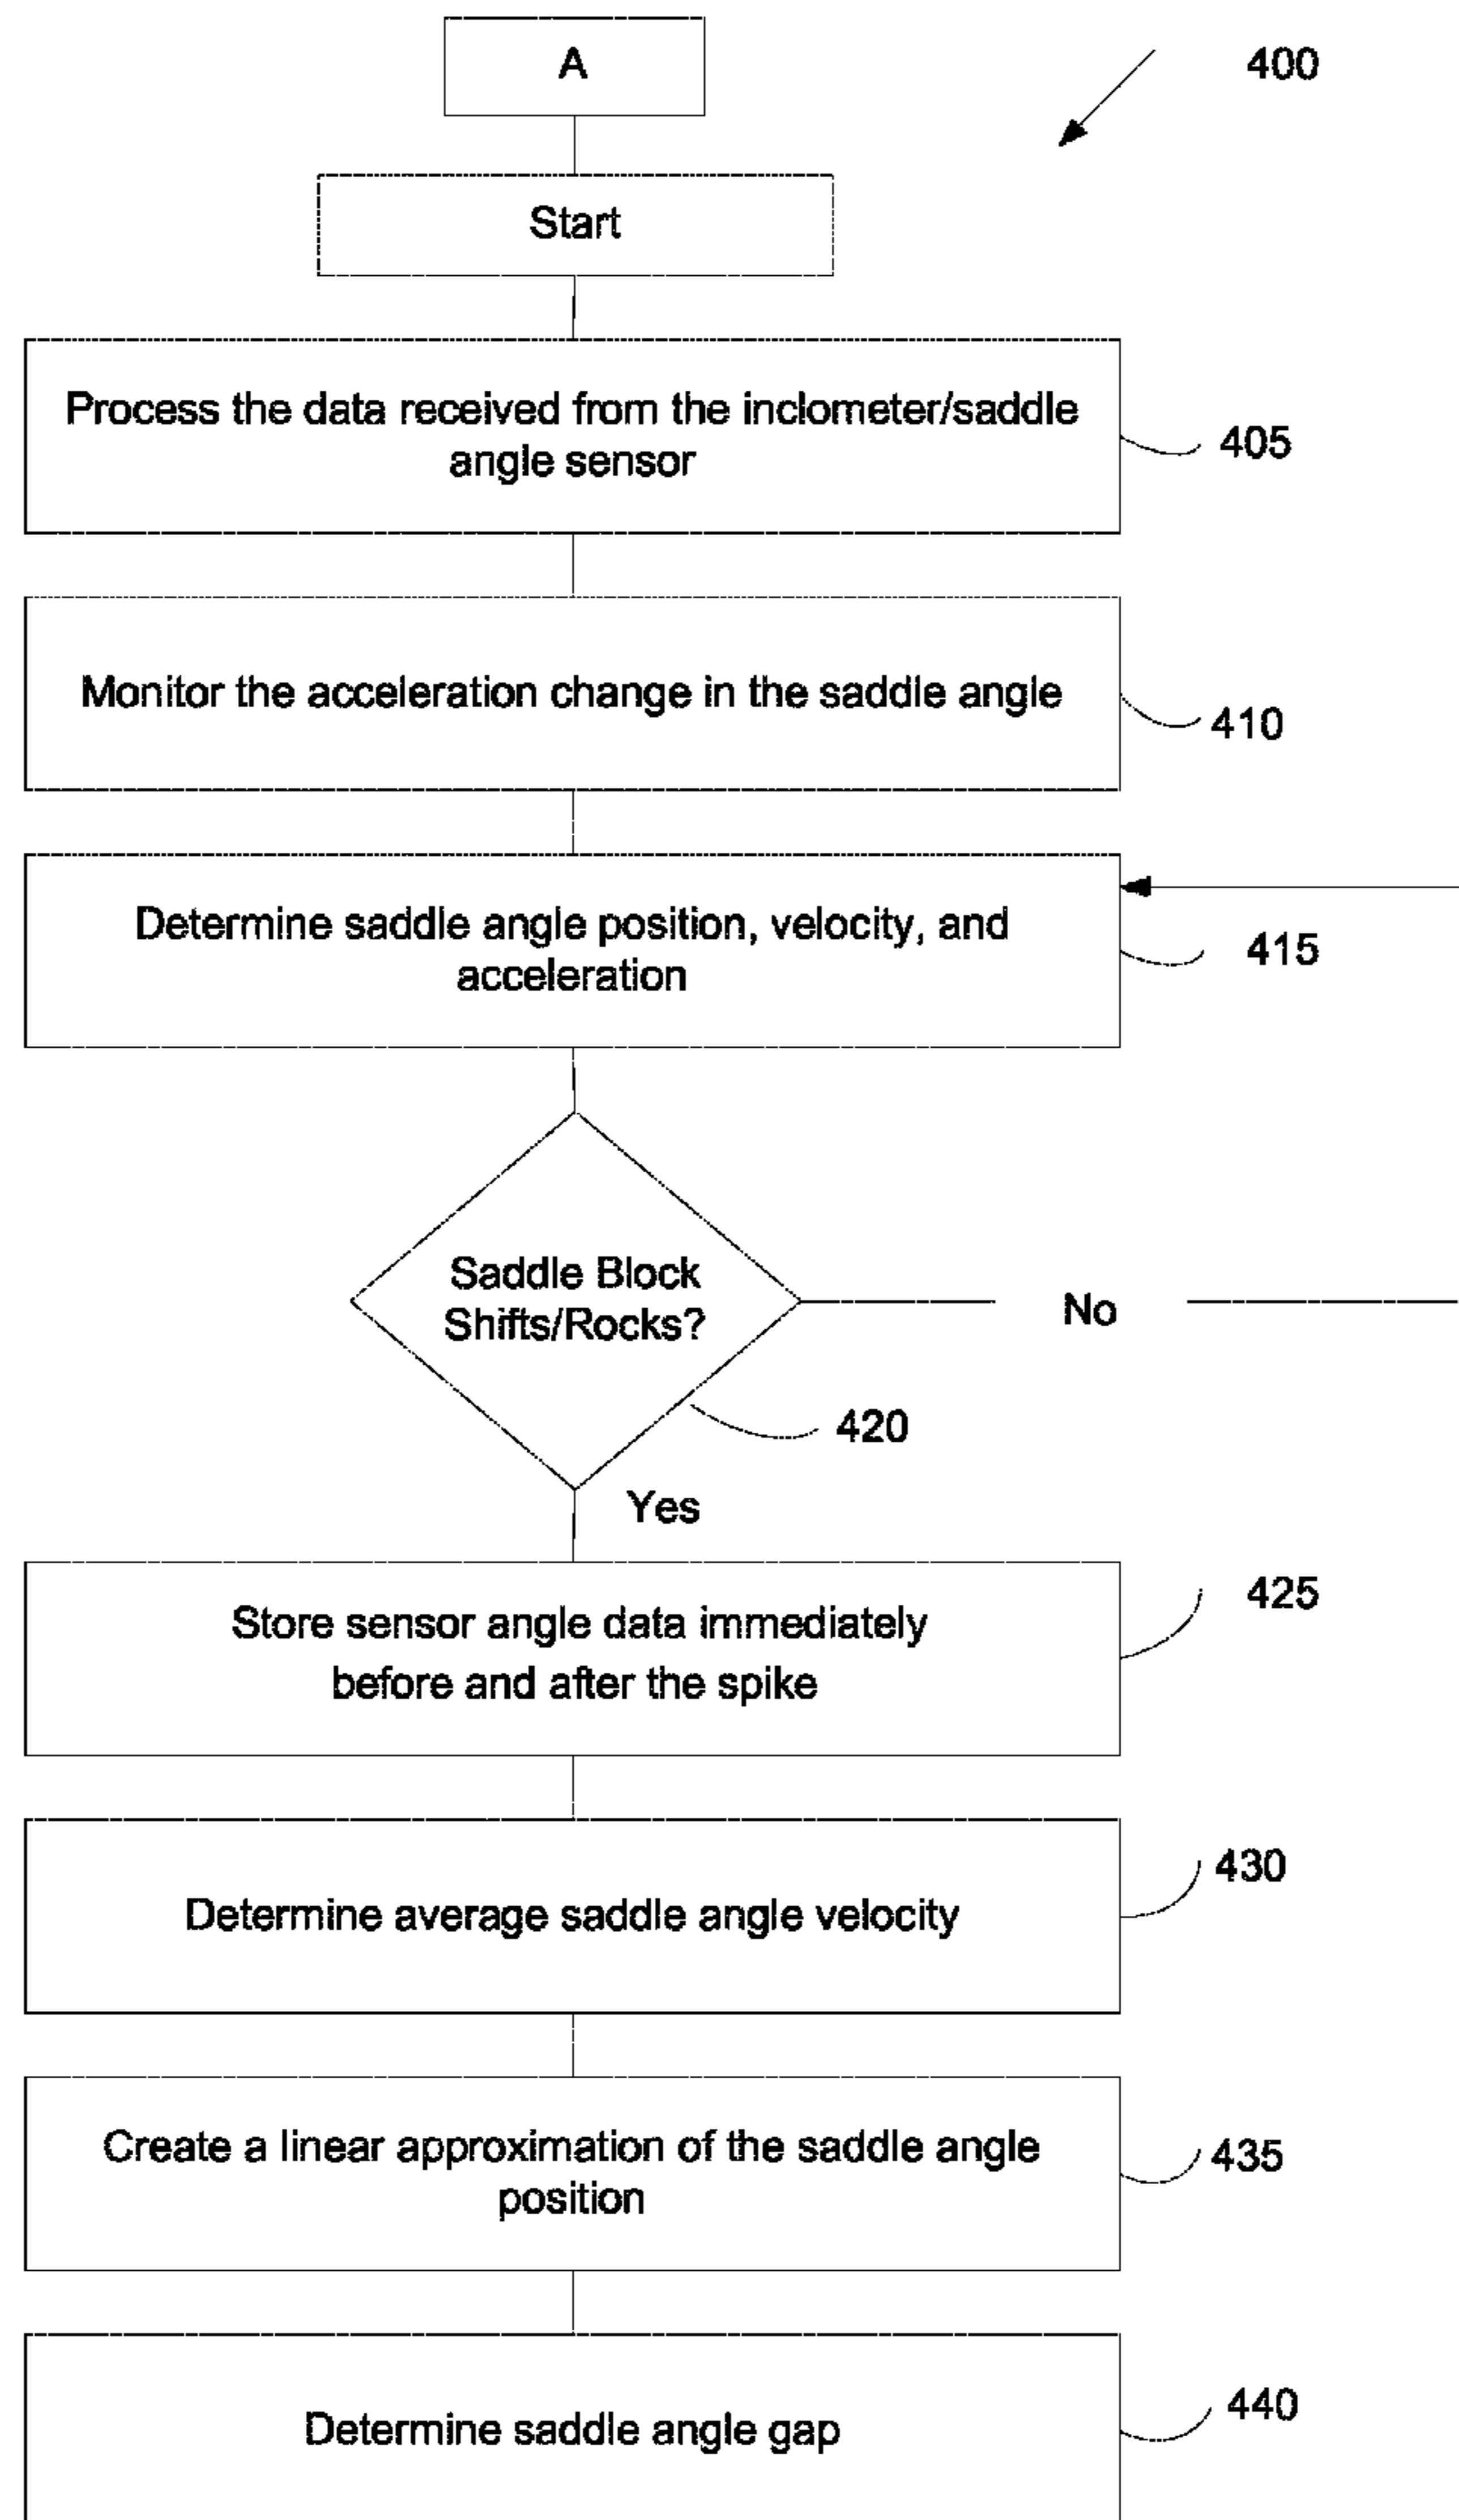 A
400
Start
Process the data received from the inclometer/saddle
angle sensor
405
Monitor the acceleration change in the saddle angle
410
Determine saddle angle position, velocity, and
acceleration
415
Saddle Block
Shifts/Rocks?
No
420
Yes
Store sensor angle data immediately
before and after the spike
425
Determine average saddle angle velocity
430
Create a linear approximation of the saddle angle
position
435
Determine saddle angle gap
440